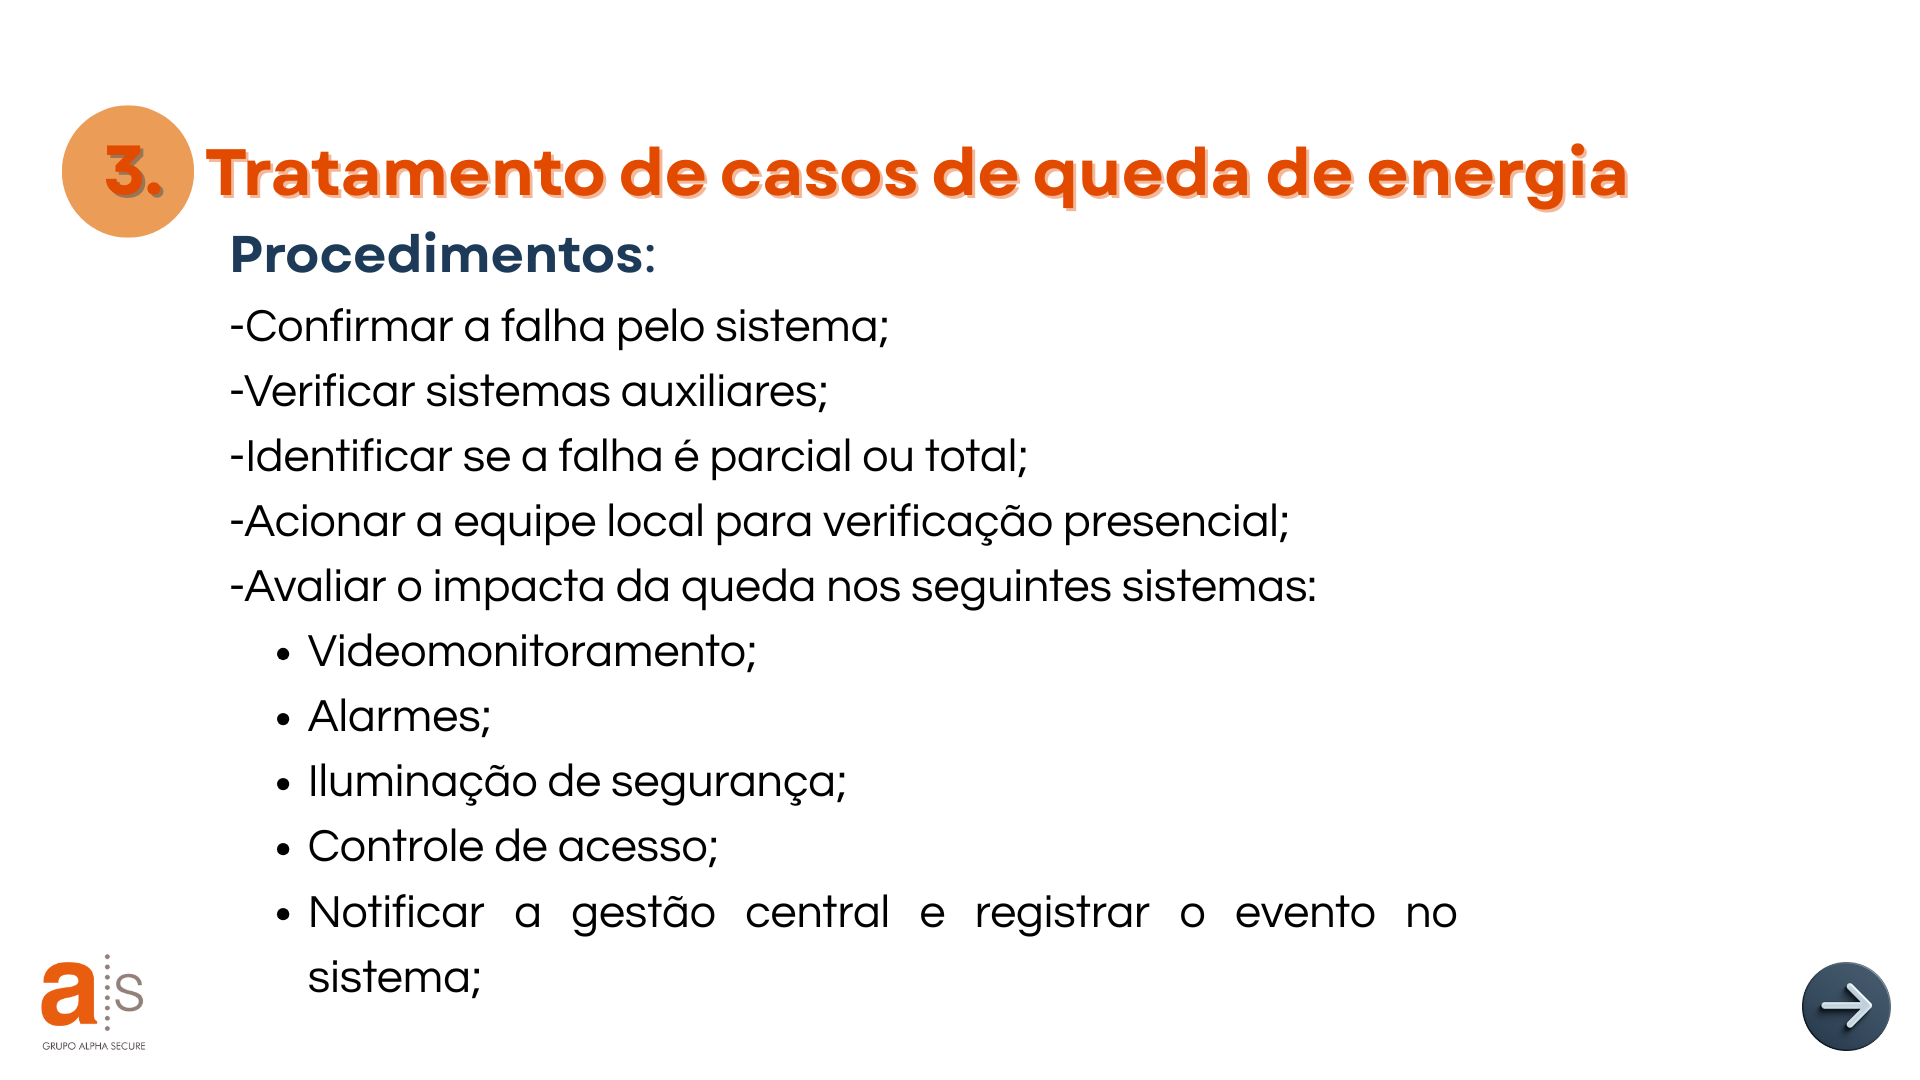 3. Tratamento de casos de queda de energia
Procedimentos:
-Confirmar a falha pelo sistema;
-Verificar sistemas auxiliares;
-Identificar se a falha é parcial ou total;
-Acionar a equipe local para verificação presencial;
-Avaliar o impacta da queda nos seguintes sistemas:
• Videomonitoramento;
• Alarmes;
• Iluminação de segurança;
• Controle de acesso;
• Notificar a gestão central e registrar o evento no
sistema;
a s
GRUPO ALPHA SECURE